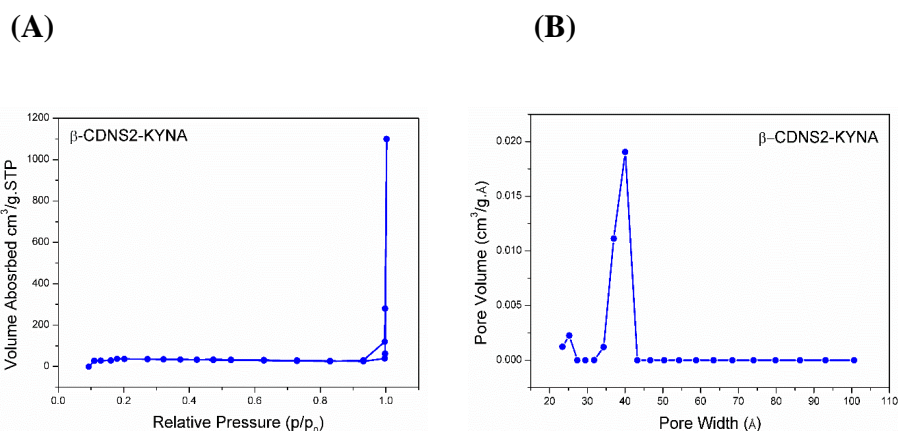 (A)
(B)
β-CDNS2-KYNA
Volume Abosrbed cm³/g.STP
1200
1000
800
600
400
200
0
0.0 0.2 0.4 0.6 0.8 1.0
Relative Pressure (p/p₀)
β-CDNS2-KYNA
Pore Volume (cm³/g.Å)
0.020
0.015
0.010
0.005
0.000
20 30 40 50 60 70 80 90 100 110
Pore Width (Å)